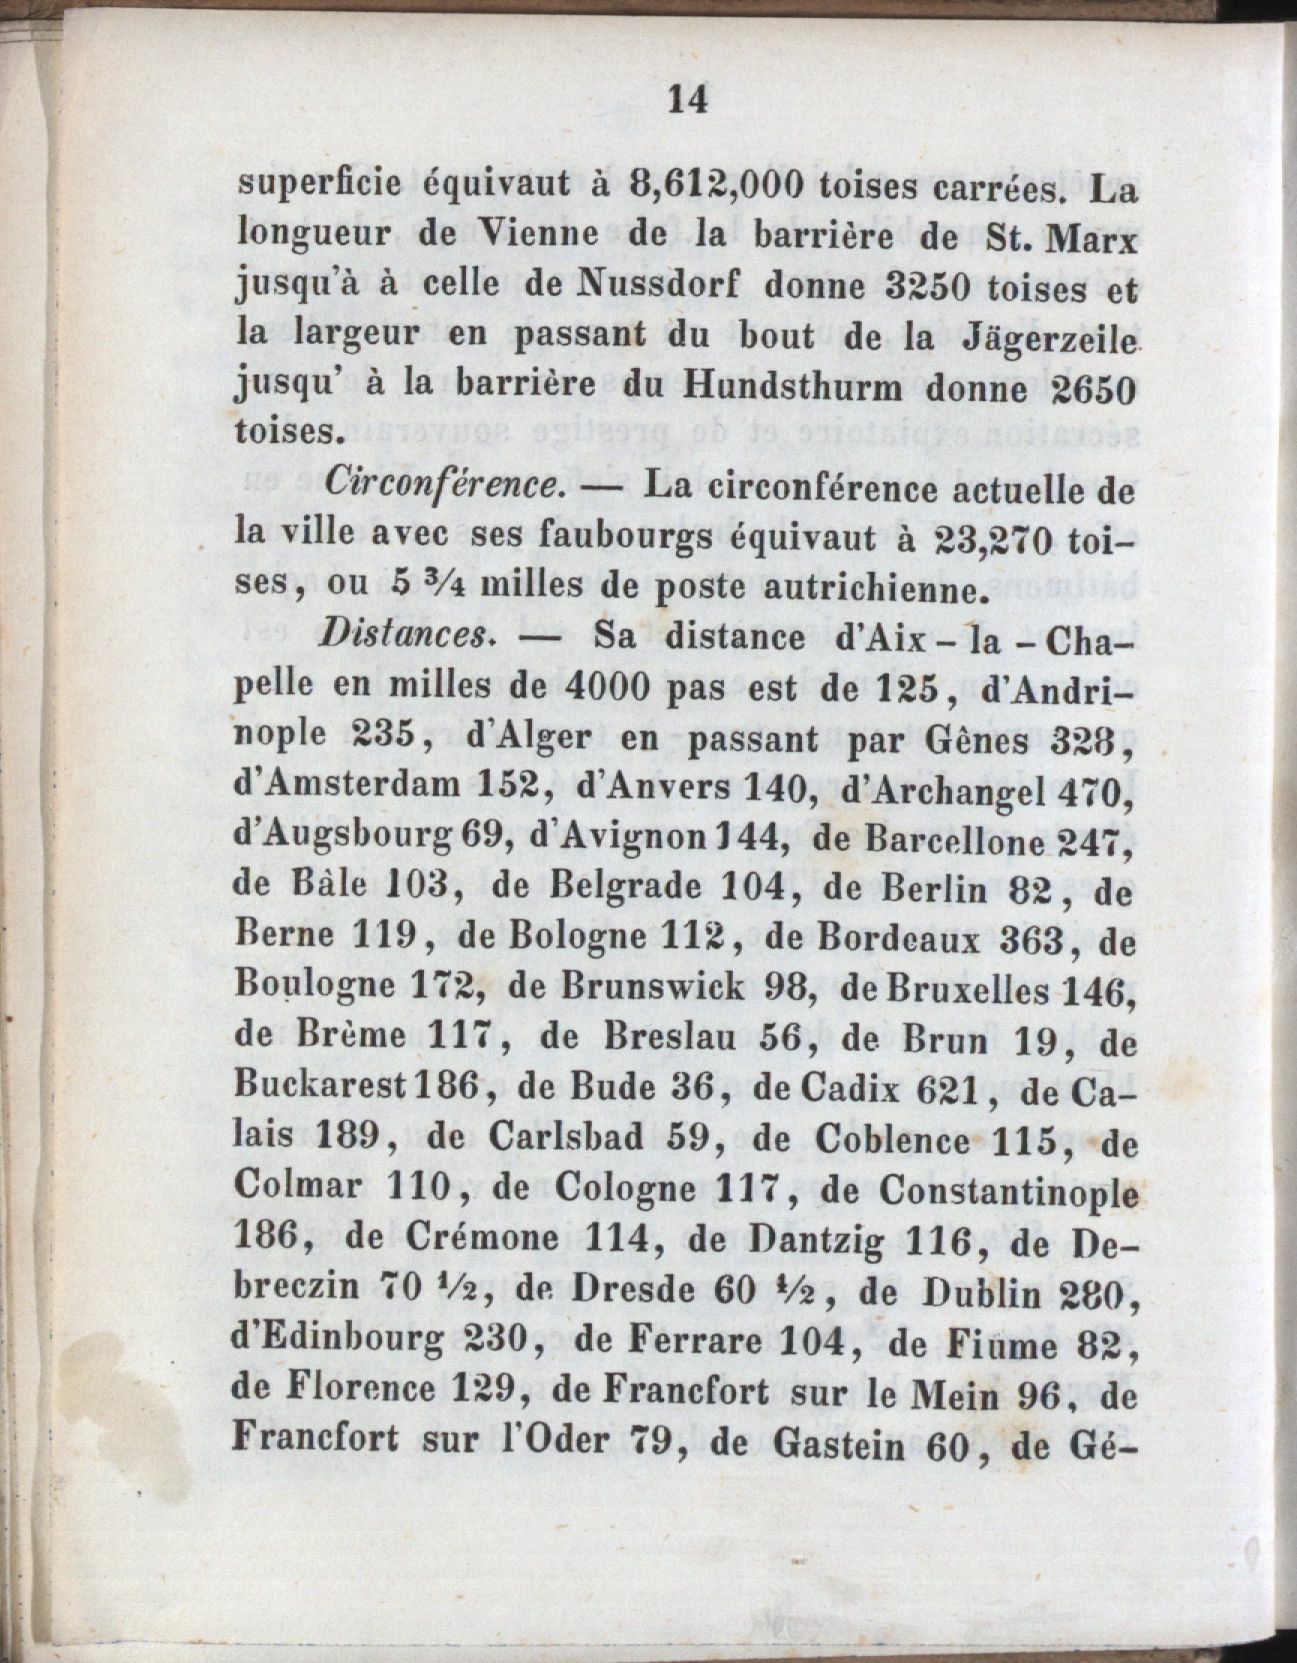 14
superficie équivaut à 8,612,000 toises carrées. La
longueur de Vienne de la barrière de St. Marx
jusqu'à à celle de Nussdorf donne 3250 toises et
la largeur en passant du bout de la Jägerzeile
jusqu' à la barrière du Hundsthurm donne 2650
toises.
Circonférence. — La circonférence actuelle de
la ville avec ses faubourgs équivaut à 23,270 toi-
ses, ou 5 ¾ milles de poste autrichienne.
Distances. — Sa distance d'Aix-la-Cha-
pelle en milles de 4000 pas est de 125, d'Andri-
nople 235, d'Alger en passant par Gênes 328,
d'Amsterdam 152, d'Anvers 140, d'Archangel 470,
d'Augsbourg 69, d'Avignon 144, de Barcellone 247,
de Bâle 103, de Belgrade 104, de Berlin 82, de
Berne 119, de Bologne 112, de Bordeaux 363, de
Boulogne 172, de Brunswick 98, de Bruxelles 146,
de Brème 117, de Breslau 56, de Brun 19, de
Buckarest 186, de Bude 36, de Cadix 621, de Ca-
lais 189, de Carlsbad 59, de Coblence 115, de
Colmar 110, de Cologne 117, de Constantinople
186, de Crémone 114, de Dantzig 116, de De-
breczin 70 ½, de Dresde 60 ½, de Dublin 280,
d'Edinbourg 230, de Ferrare 104, de Fiume 82,
de Florence 129, de Francfort sur le Mein 96, de
Francfort sur l'Oder 79, de Gastein 60, de Gé-